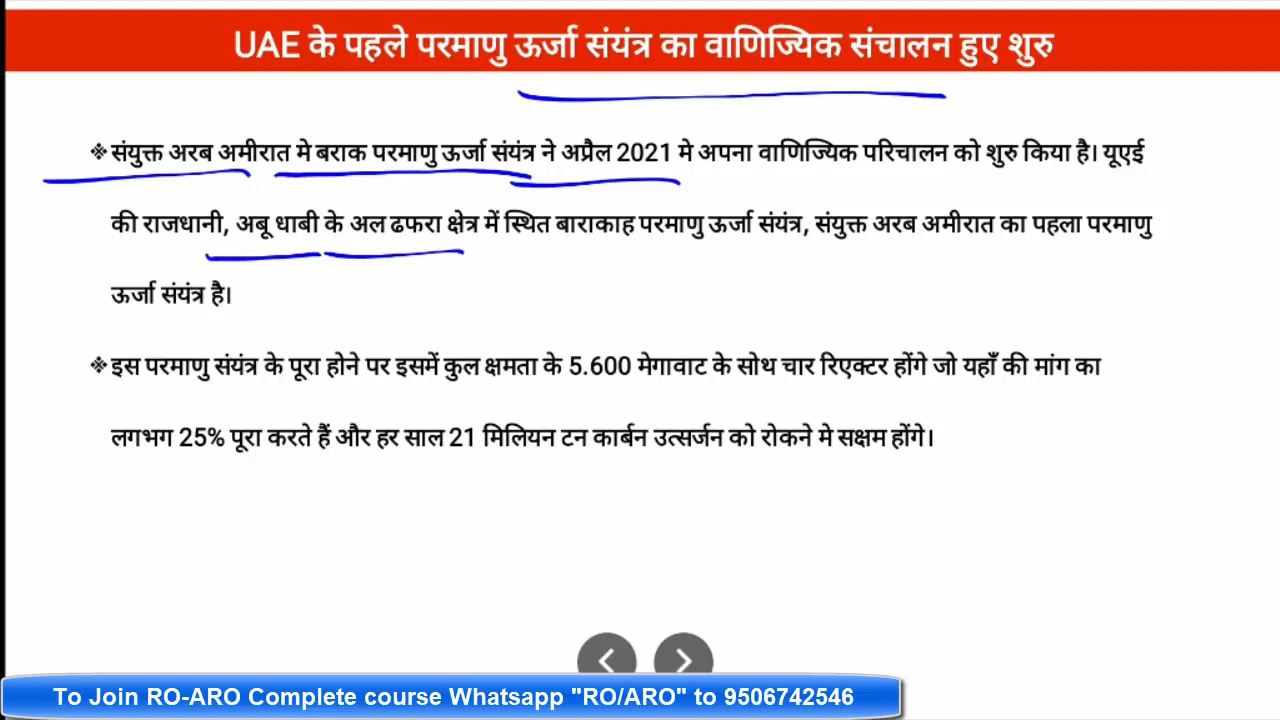 UAE के पहले परमाणु ऊर्जा संयंत्र का वाणिज्यिक संचालन हुए शुरु
❖ संयुक्त अरब अमीरात मे बराक परमाणु ऊर्जा संयंत्र ने अप्रैल 2021 मे अपना वाणिज्यिक परिचालन को शुरु किया है। यूएई
की राजधानी, अबू धाबी के अल ढफरा क्षेत्र में स्थित बाराकाह परमाणु ऊर्जा संयंत्र, संयुक्त अरब अमीरात का पहला परमाणु
ऊर्जा संयंत्र है।
❖ इस परमाणु संयंत्र के पूरा होने पर इसमें कुल क्षमता के 5.600 मेगावाट के सोथ चार रिएक्टर होंगे जो यहाँ की मांग का
लगभग 25% पूरा करते हैं और हर साल 21 मिलियन टन कार्बन उत्सर्जन को रोकने मे सक्षम होंगे।
To Join RO-ARO Complete course Whatsapp "RO/ARO" to 9506742546